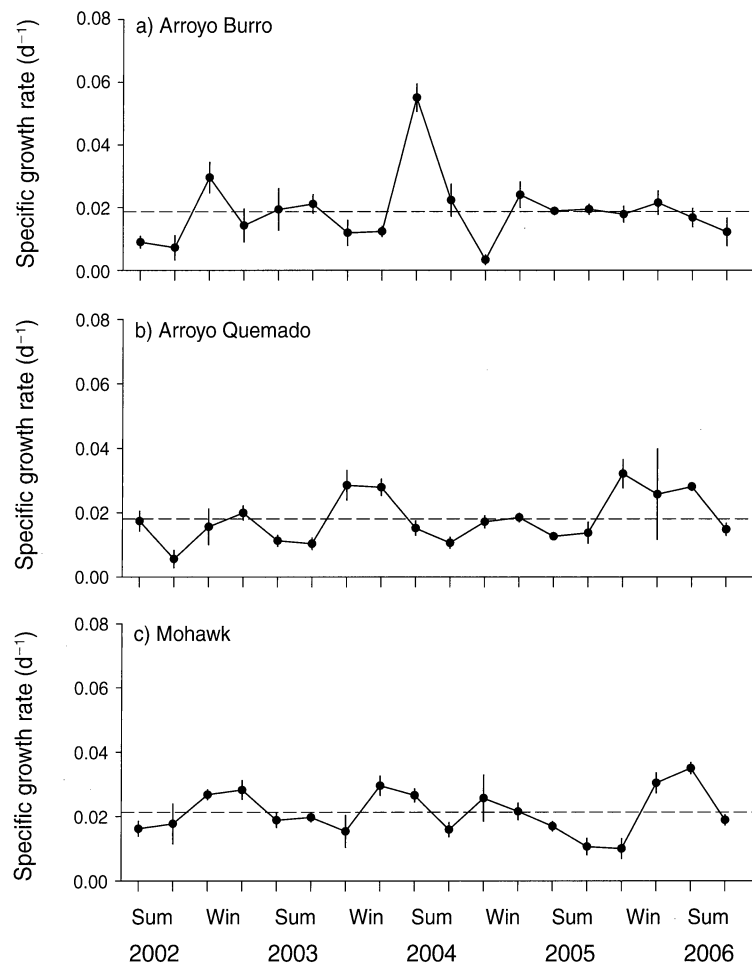 a) Arroyo Burro
Specific growth rate (d⁻¹)
0.08
0.06
0.04
0.02
0.00
b) Arroyo Quemado
Specific growth rate (d⁻¹)
0.08
0.06
0.04
0.02
0.00
c) Mohawk
Specific growth rate (d⁻¹)
0.08
0.06
0.04
0.02
0.00
Sum Win Sum Win Sum Win Sum Win Sum
2002 2003 2004 2005 2006